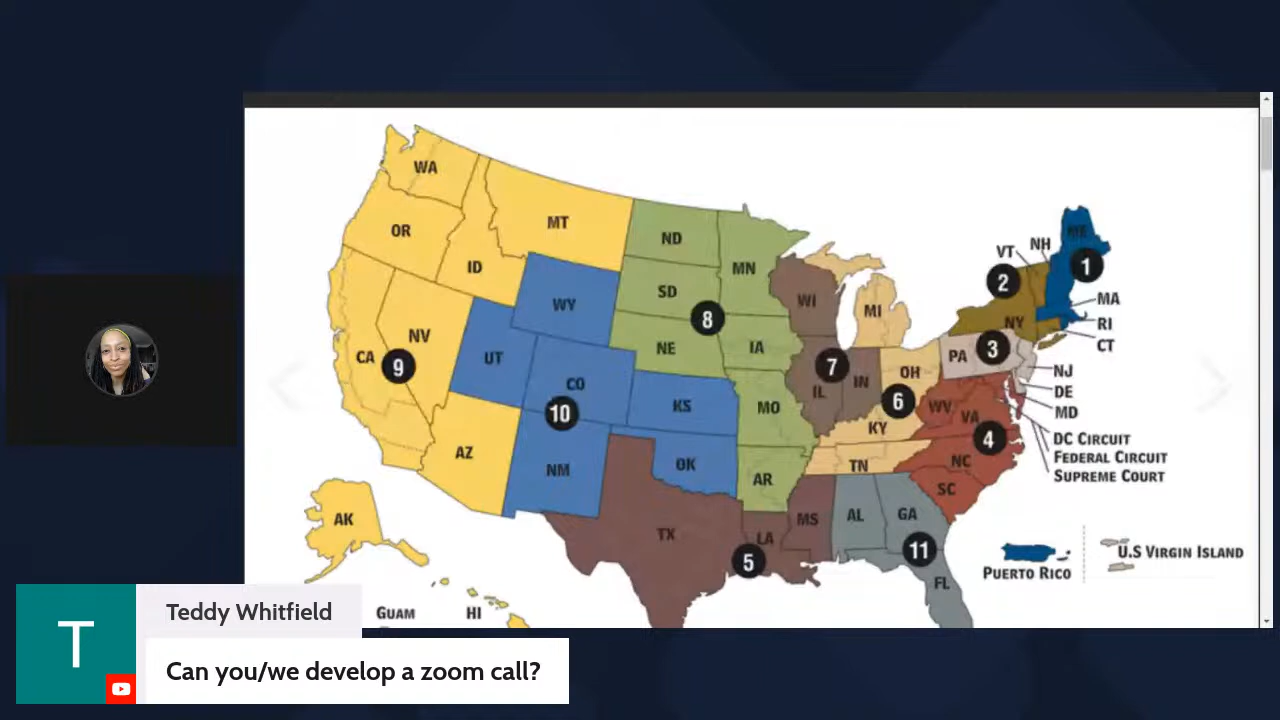 WA
OR
MT
ID
WY
NV
CA
9
UT
CO
10
AZ
NM
ND
MN
SD
8
NE
IA
KS
MO
OK
AR
TX
LA
5
MS
WI
7
IL
IN
MI
OH
6
KY
TN
AL
GA
11
FL
WV
VA
4
NC
SC
PA
3
NY
2
VT
NH
ME
1
MA
RI
CT
NJ
DE
MD
DC CIRCUIT
FEDERAL CIRCUIT
SUPREME COURT
PUERTO RICO
U.S VIRGIN ISLAND
AK
GUAM
HI
T
Teddy Whitfield
Can you/we develop a zoom call?